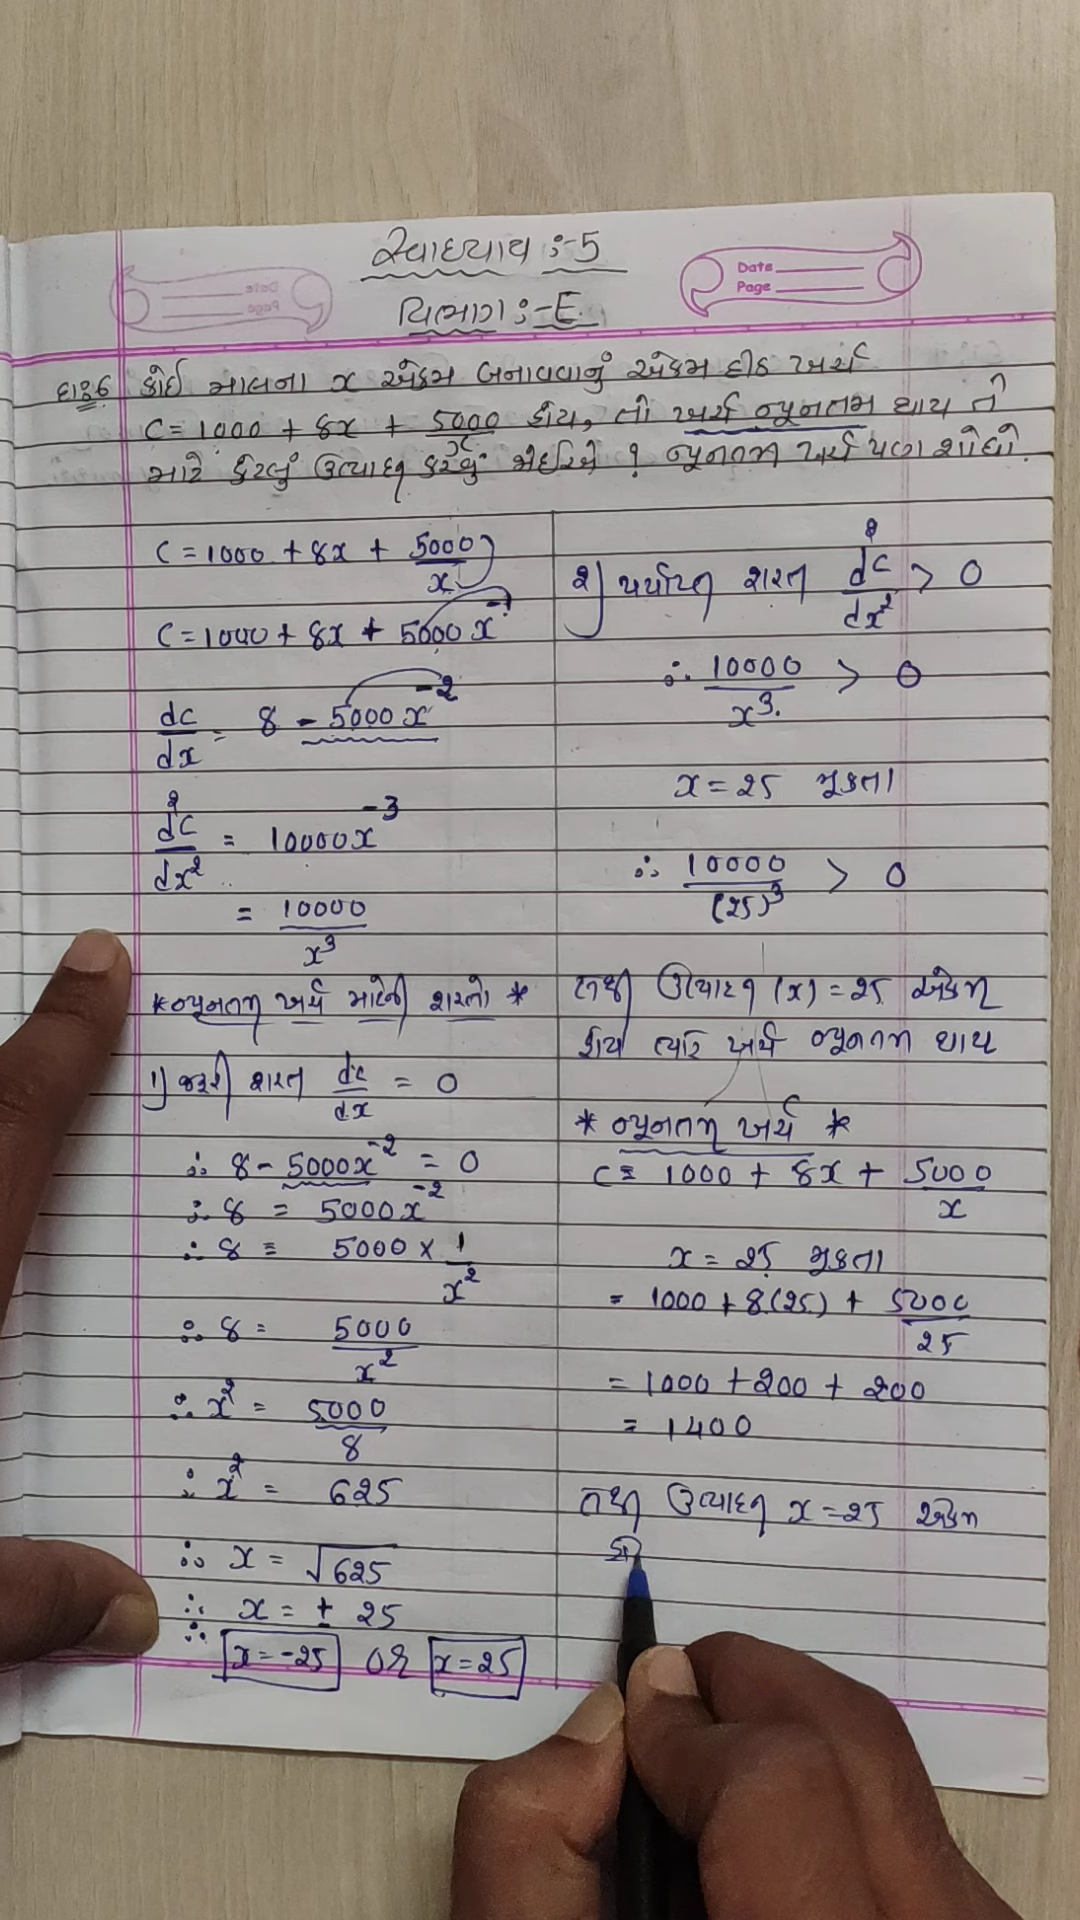 સ્વાધ્યાય :- 5
વિભાગ :- E
Date
Page
દા.6 કોઈ માલના x એકમ બનાવવાનું એકમ દીઠ ખર્ચ
C = 1000 + 8x + 5000/x હોય, તો ખર્ચ ન્યૂનતમ થાય તે
માટે કેટલું ઉત્પાદન કરવું જોઈએ ? ન્યૂનતમ ખર્ચ પણ શોધો.
C = 1000 + 8x + 5000/x
C = 1000 + 8x + 5000x⁻¹
dc/dx = 8 - 5000x⁻²
d²c/dx² = 10000x⁻³
= 10000/x³
* ન્યૂનતમ ખર્ચ માટેની શરતો *
1) જરૂરી શરત dc/dx = 0
∴ 8 - 5000x⁻² = 0
∴ 8 = 5000x⁻²
∴ 8 = 5000 × 1/x²
∴ 8 = 5000/x²
∴ x² = 5000/8
∴ x² = 625
∴ x = √625
∴ x = ± 25
∴ x = -25 OR x = 25
2) પર્યાપ્ત શરત d²c/dx² > 0
∴ 10000/x³ > 0
x = 25 મુકતા
∴ 10000/(25)³ > 0
તથી ઉત્પાદન (x) = 25 એકમ
હોય ત્યારે ખર્ચ ન્યૂનતમ થાય
* ન્યૂનતમ ખર્ચ *
C = 1000 + 8x + 5000/x
x = 25 મુકતા
= 1000 + 8(25) + 5000/25
= 1000 + 200 + 200
= 1400
તથી ઉત્પાદન x = 25 એકમ